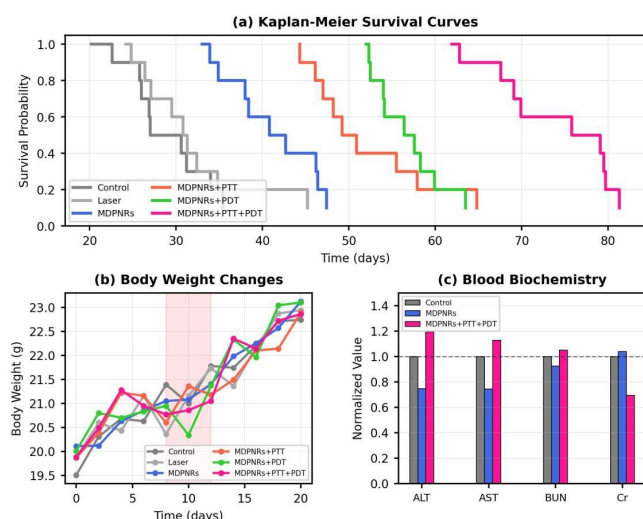 (a) Kaplan-Meier Survival Curves
Survival Probability
1.0
0.8
0.6
0.4
0.2
0.0
Control
Laser
MDPNRs
MDPNRs+PTT
MDPNRs+PDT
MDPNRs+PTT+PDT
20 30 40 50 60 70 80
Time (days)
(b) Body Weight Changes
Body Weight (g)
23.0
22.5
22.0
21.5
21.0
20.5
20.0
19.5
Control
Laser
MDPNRs
MDPNRs+PTT
MDPNRs+PDT
MDPNRs+PTT+PDT
0 5 10 15 20
Time (days)
(c) Blood Biochemistry
Normalized Value
1.4
1.2
1.0
0.8
0.6
0.4
0.2
0.0
Control
MDPNRs
MDPNRs+PTT+PDT
ALT AST BUN Cr